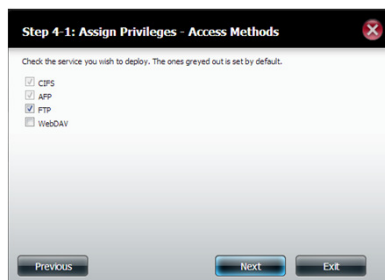 Step 4-1: Assign Privileges - Access Methods
Check the service you wish to deploy. The ones greyed out is set by default.
CIFS
AFP
FTP
WebDAV
Previous
Next
Exit